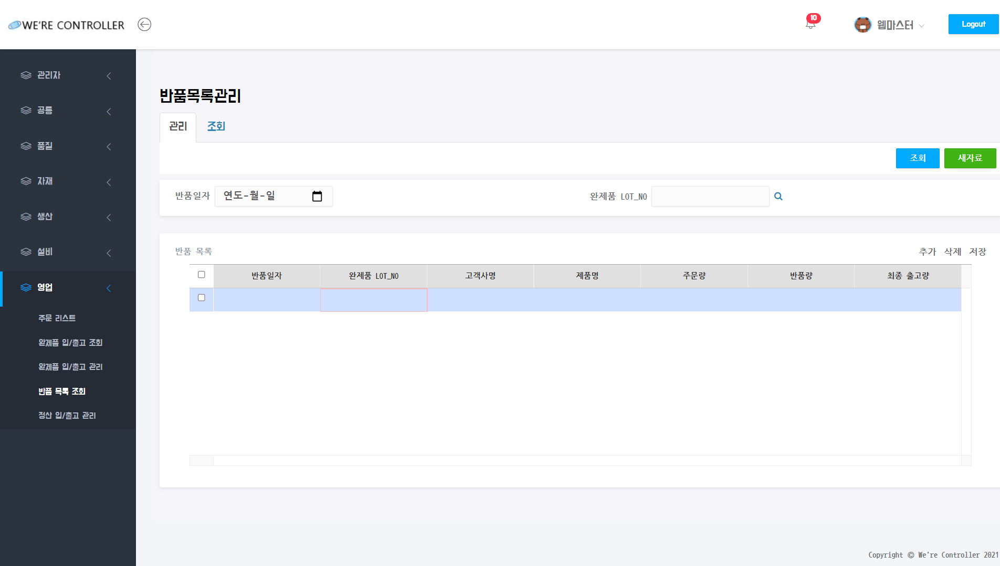 WE'RE CONTROLLER
10
웹마스터
Logout
관리자
공통
품질
자재
생산
설비
영업
주문 리스트
완제품 입/출고 조회
완제품 입/출고 관리
반품 목록 조회
정산 입/출고 관리
반품목록관리
관리 조회
조회 새자료
반품일자 연도-월-일 완제품 LOT_NO
반품 목록 추가 삭제 저장
반품일자 완제품 LOT_NO 고객사명 제품명 주문량 반품량 최종 출고량
Copyright © We're Controller 2021